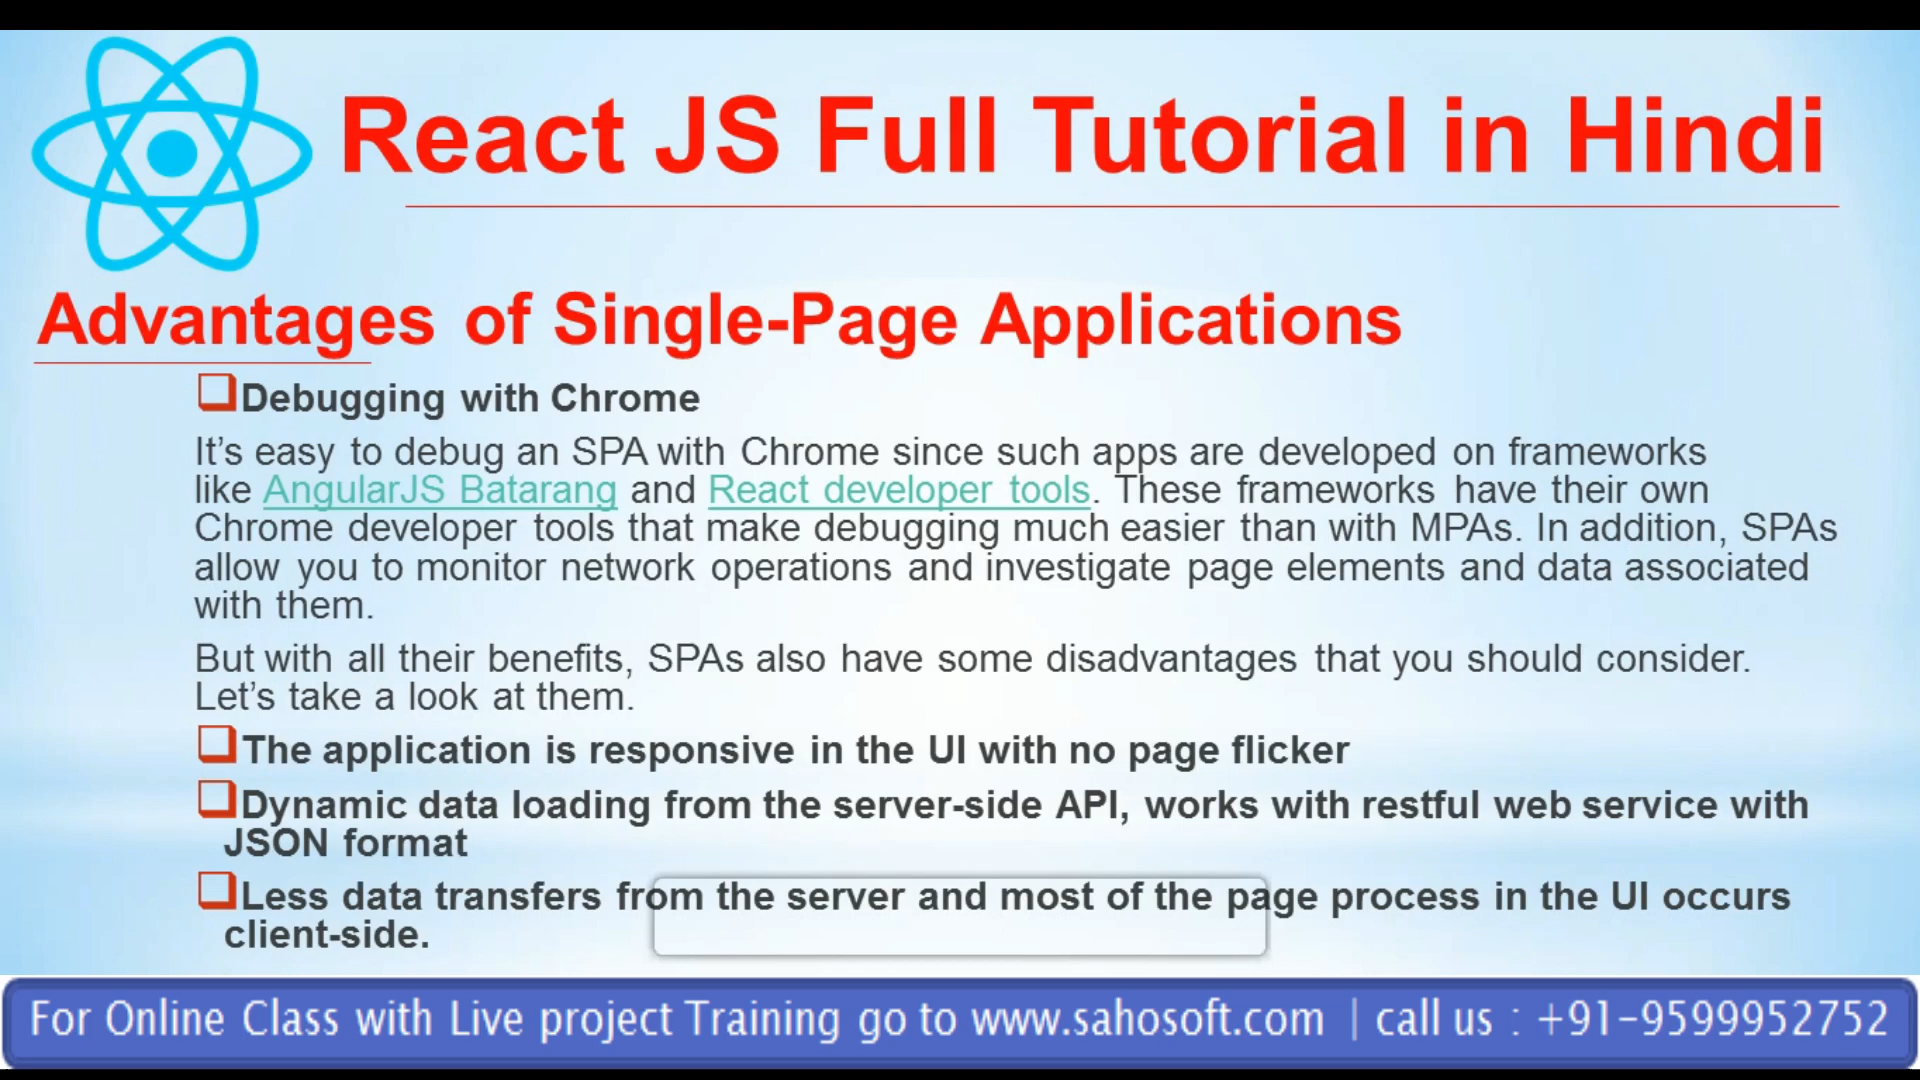 React JS Full Tutorial in Hindi
Advantages of Single-Page Applications
Debugging with Chrome
It’s easy to debug an SPA with Chrome since such apps are developed on frameworks
like AngularJS Batarang and React developer tools. These frameworks have their own
Chrome developer tools that make debugging much easier than with MPAs. In addition, SPAs
allow you to monitor network operations and investigate page elements and data associated
with them.
But with all their benefits, SPAs also have some disadvantages that you should consider.
Let’s take a look at them.
The application is responsive in the UI with no page flicker
Dynamic data loading from the server-side API, works with restful web service with
JSON format
Less data transfers from the server and most of the page process in the UI occurs
client-side.
For Online Class with Live project Training go to www.sahosoft.com | call us : +91-9599952752